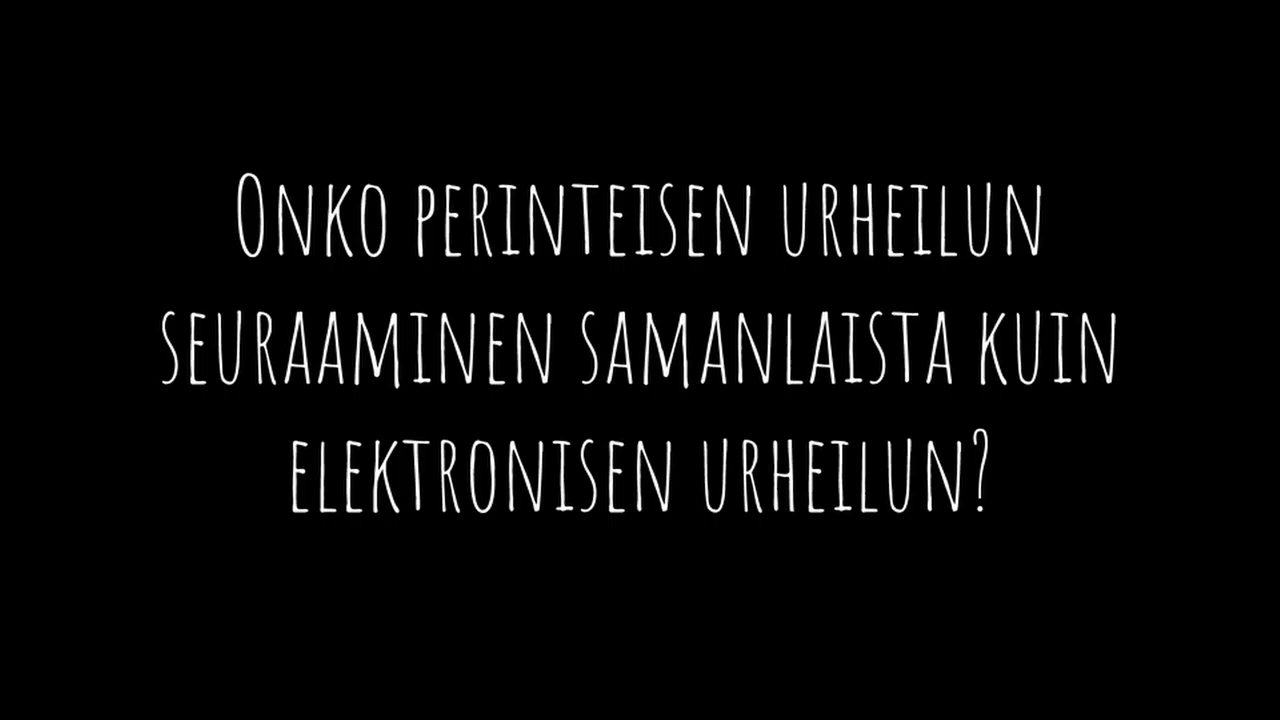 Onko perinteisen urheilun
seuraaminen samanlaista kuin
elektronisen urheilun?